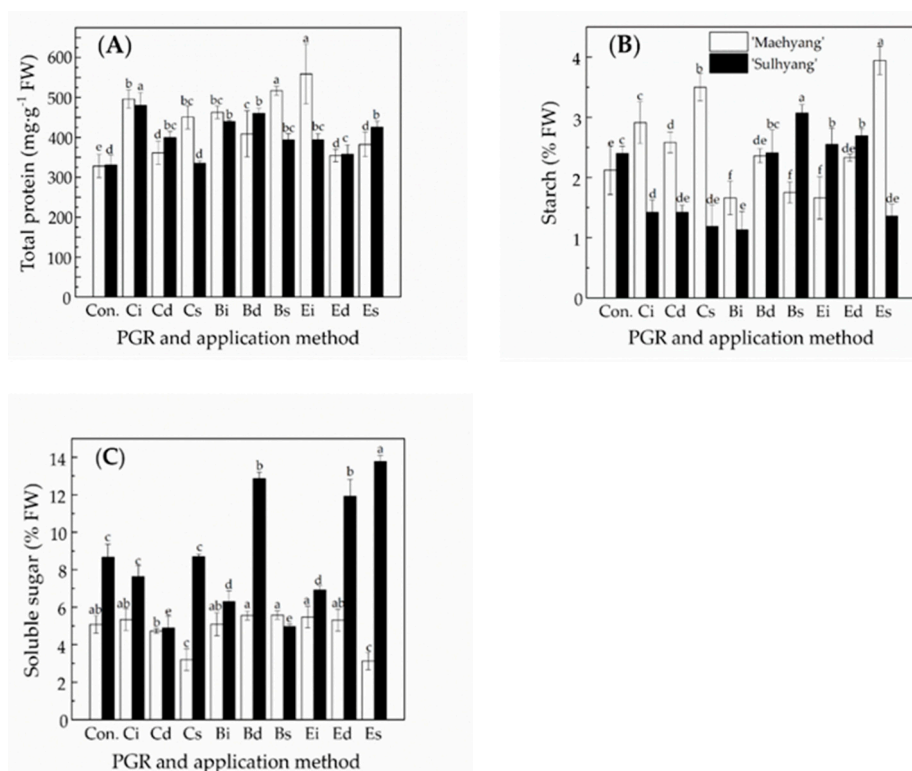 (A)
Total protein (mg·g⁻¹ FW)
600
500
400
300
200
100
0
e d b a d bc bc d b b c bc b bc a bc d c d b
Con. Ci Cd Cs Bi Bd Bs Ei Ed Es
PGR and application method
(B)
'Maehyang'
'Sulhyang'
Starch (% FW)
4
3
2
1
0
e c c d d de b de f e de bc f a f b de b a de
Con. Ci Cd Cs Bi Bd Bs Ei Ed Es
PGR and application method
(C)
Soluble sugar (% FW)
14
12
10
8
6
4
2
0
ab c ab c b e c c ab d a b a e a d ab b c a
Con. Ci Cd Cs Bi Bd Bs Ei Ed Es
PGR and application method